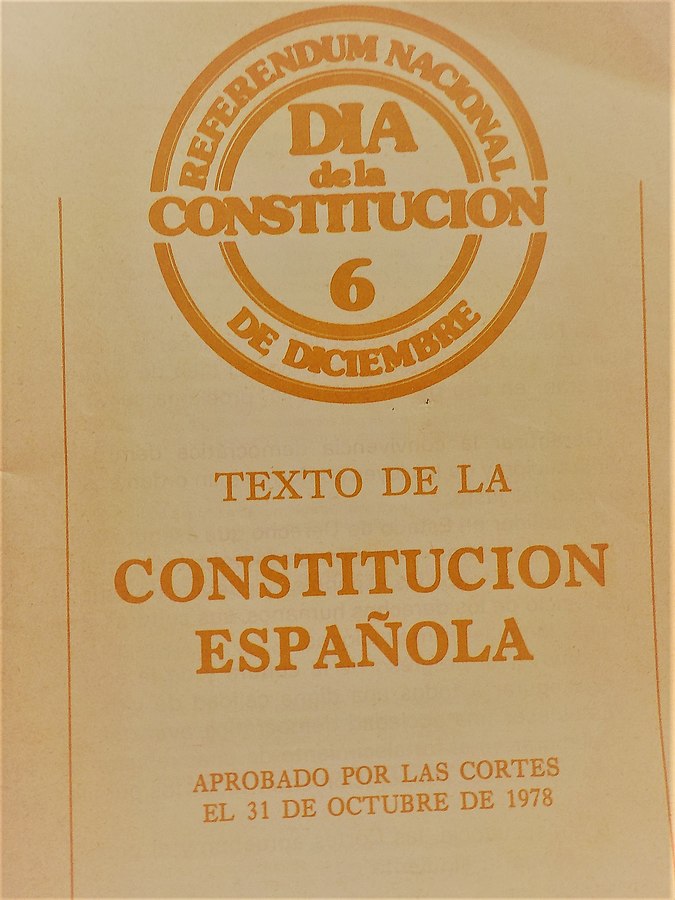 REFERENDUM NACIONAL
DIA
de la
CONSTITUCION
6
DE DICIEMBRE
TEXTO DE LA
CONSTITUCION
ESPAÑOLA
APROBADO POR LAS CORTES
EL 31 DE OCTUBRE DE 1978